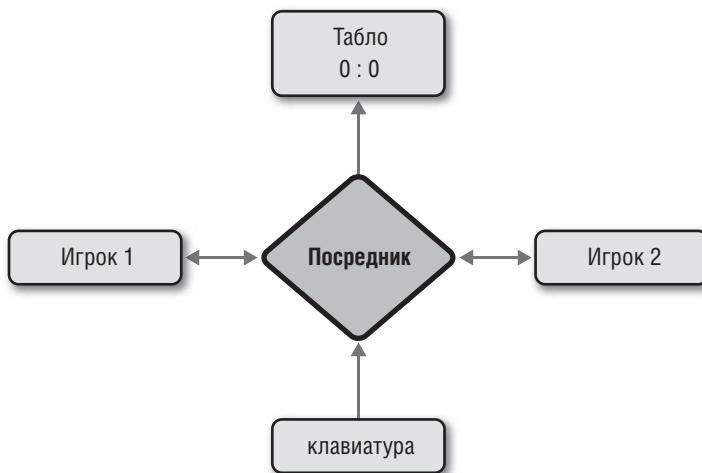 Табло
0 : 0
Игрок 1
Посредник
Игрок 2
клавиатура